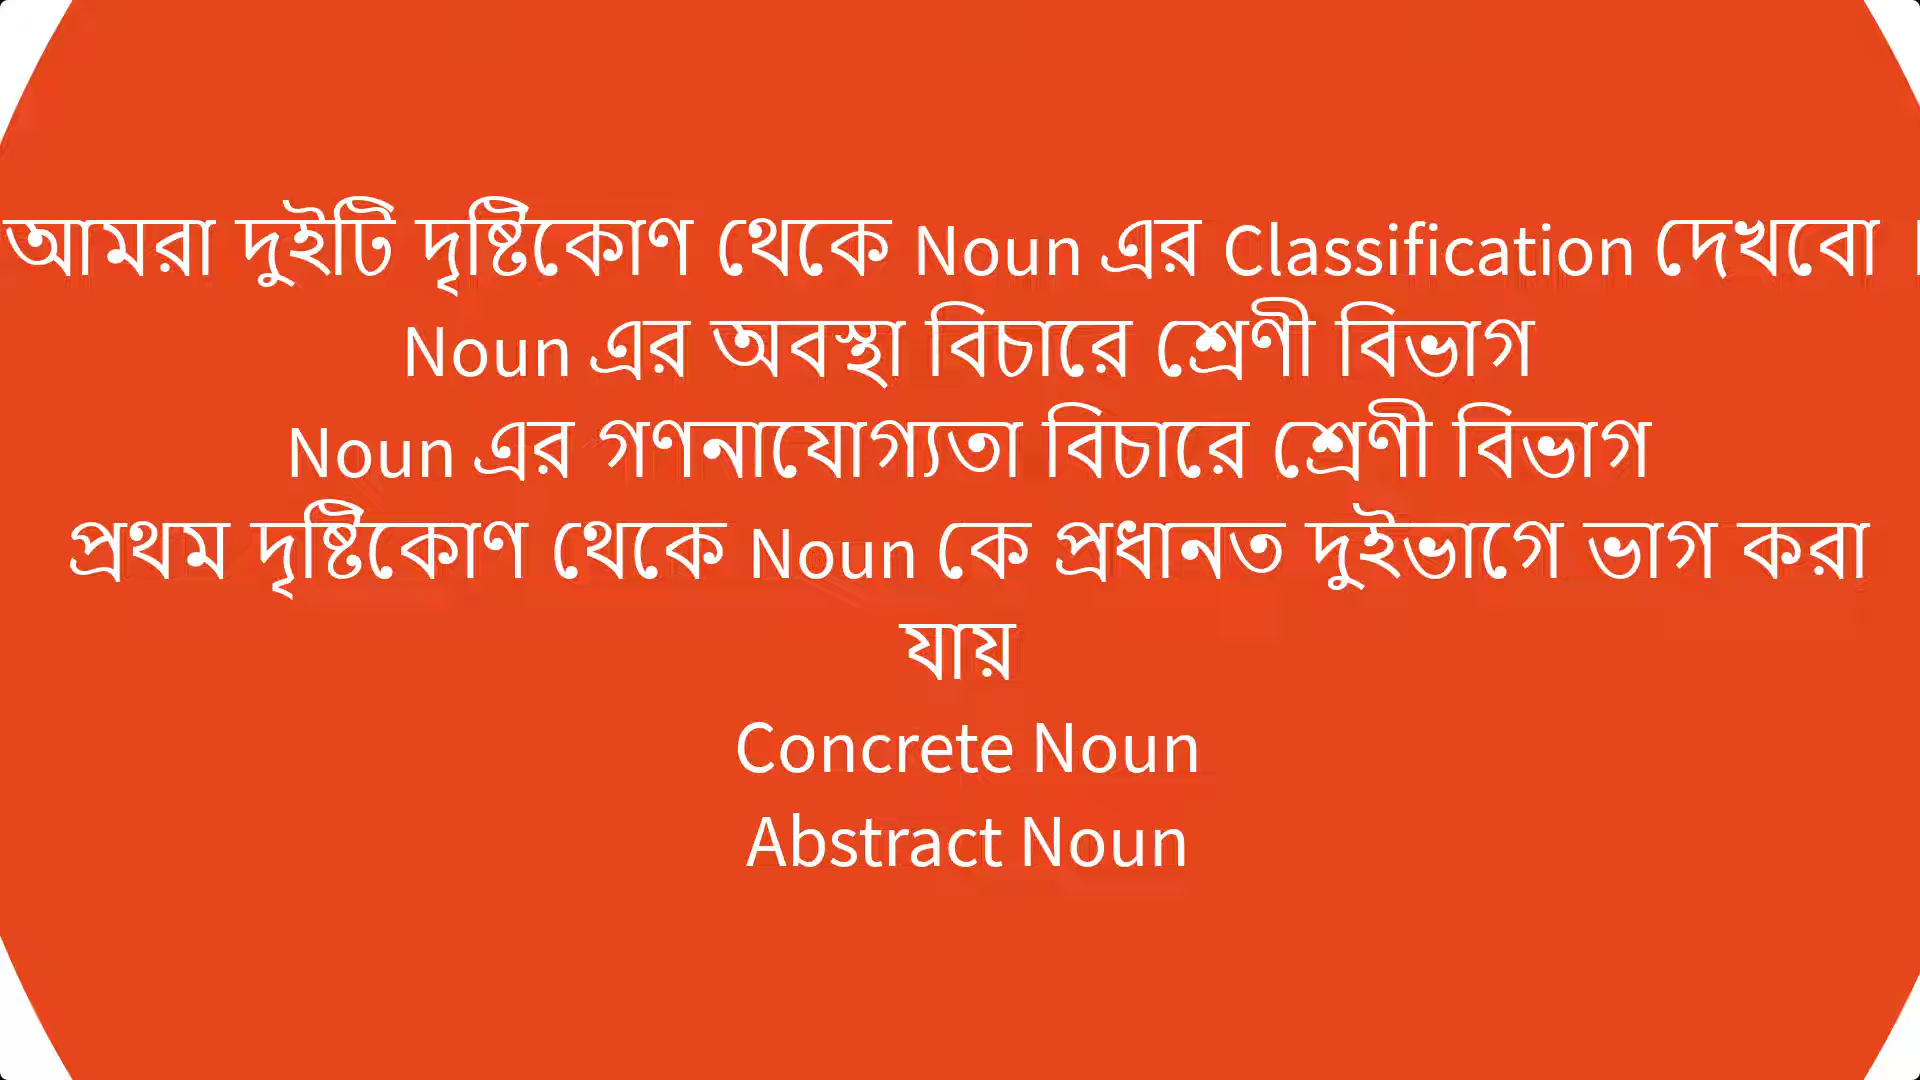 আমরা দুইটি দৃষ্টিকোণ থেকে Noun এর Classification দেখবো ।
Noun এর অবস্থা বিচারে শ্রেণী বিভাগ
Noun এর গণনাযোগ্যতা বিচারে শ্রেণী বিভাগ
প্রথম দৃষ্টিকোণ থেকে Noun কে প্রধানত দুইভাগে ভাগ করা
যায়
Concrete Noun
Abstract Noun